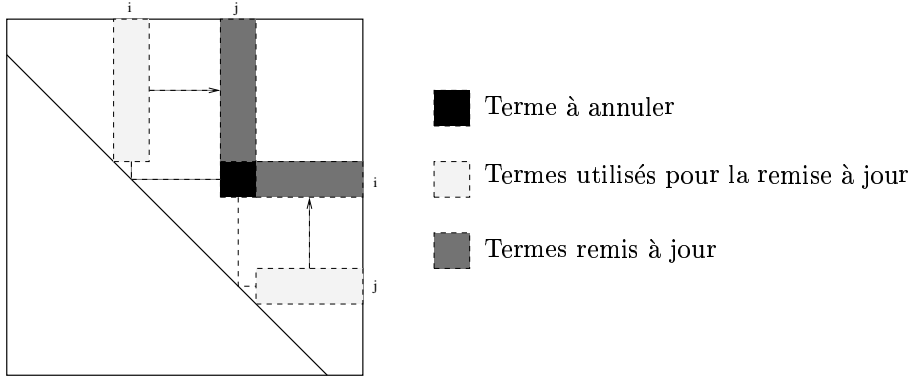 i j
Terme à annuler
Termes utilisés pour la remise à jour
i
Termes remis à jour
j